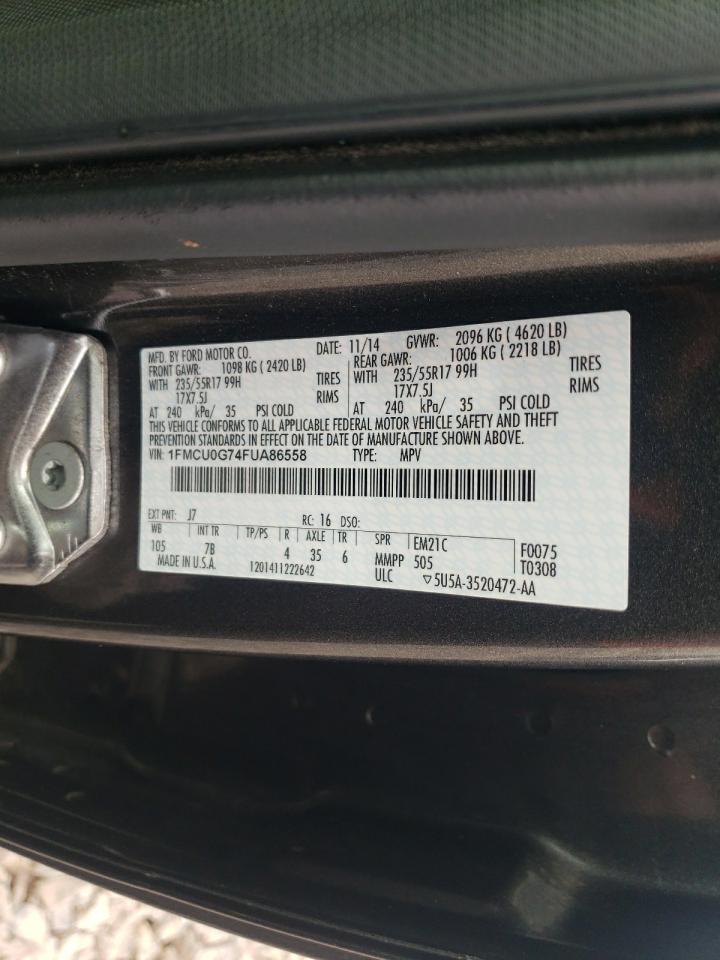 MFD. BY FORD MOTOR CO. DATE: 11/14 GVWR: 2096 KG ( 4620 LB)
FRONT GAWR: 1098 KG ( 2420 LB) REAR GAWR: 1006 KG ( 2218 LB)
WITH 235/55R17 99H TIRES WITH 235/55R17 99H TIRES
17X7.5J RIMS 17X7.5J RIMS
AT 240 kPa/ 35 PSI COLD AT 240 kPa/ 35 PSI COLD
THIS VEHICLE CONFORMS TO ALL APPLICABLE FEDERAL MOTOR VEHICLE SAFETY AND THEFT
PREVENTION STANDARDS IN EFFECT ON THE DATE OF MANUFACTURE SHOWN ABOVE.
VIN: 1FMCU0G74FUA86558 TYPE: MPV
EXT PNT: J7 RC: 16 DSO:
WB INT TR TP/PS R AXLE TR SPR EM21C F0075
105 7B 4 35 6 MMPP 505 T0308
MADE IN U.S.A. 1201411222642 ULC ▽5U5A-3520472-AA